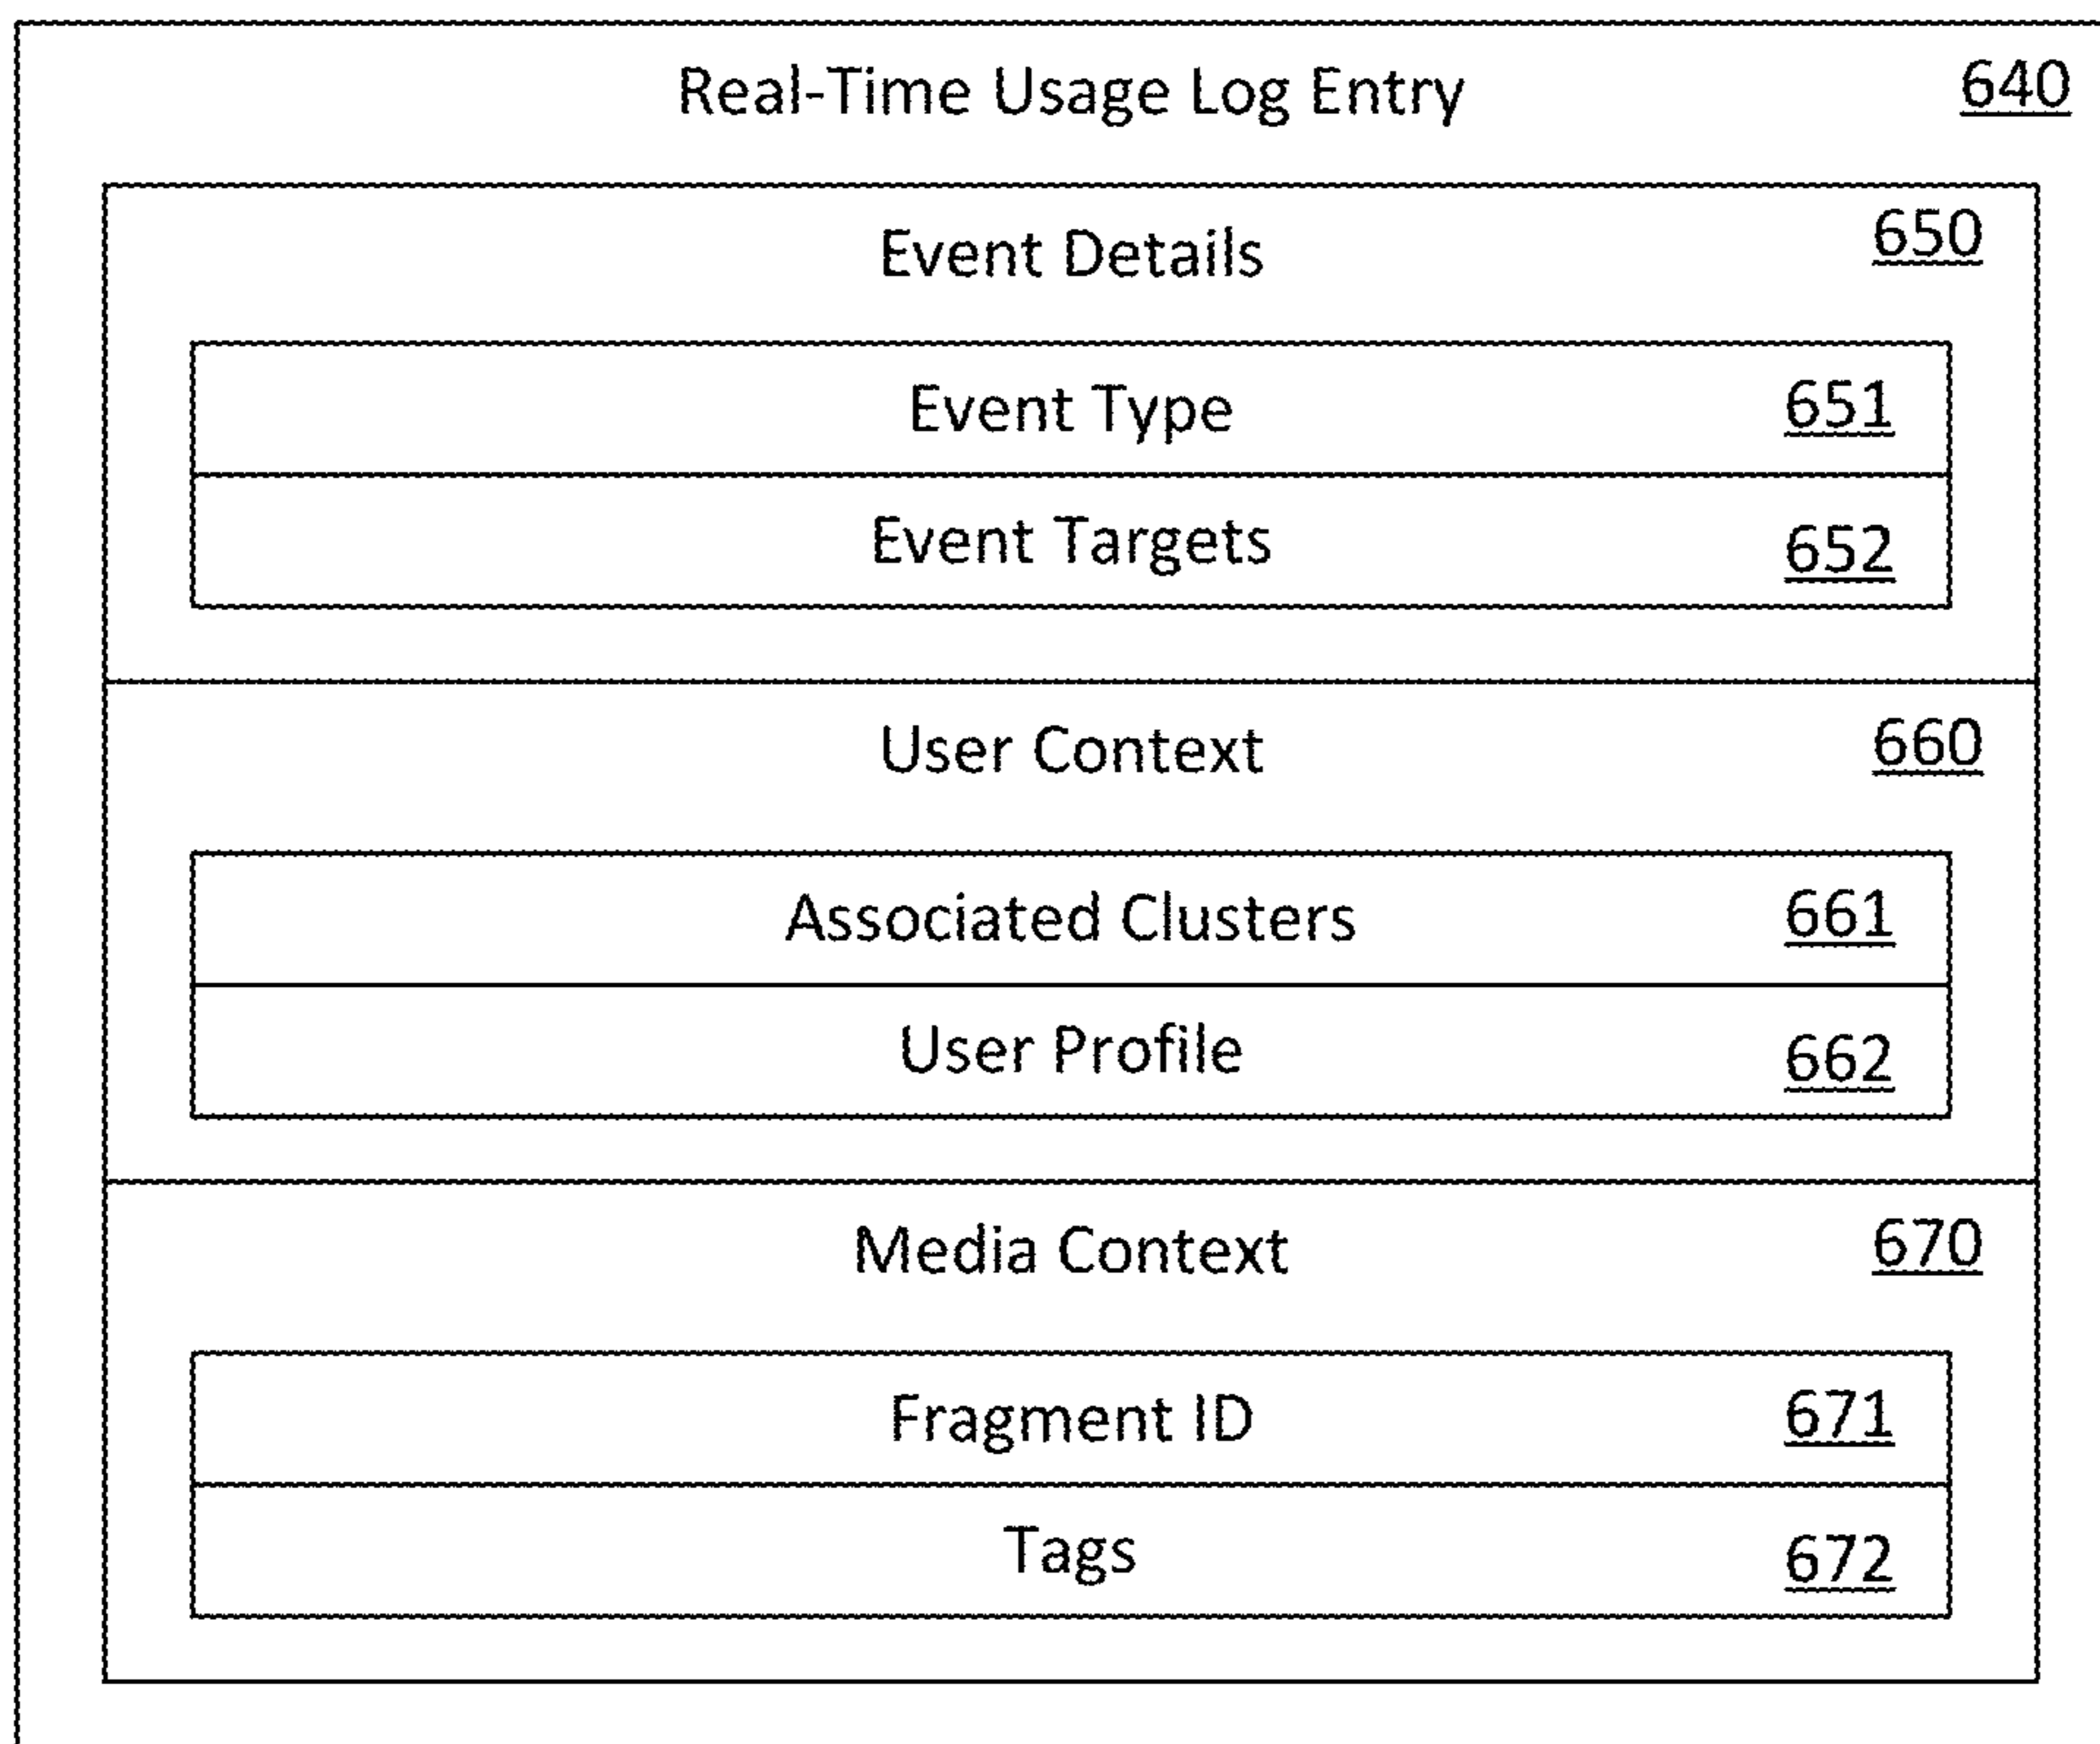 Real-Time Usage Log Entry 640
Event Details 650
Event Type 651
Event Targets 652
User Context 660
Associated Clusters 661
User Profile 662
Media Context 670
Fragment ID 671
Tags 672